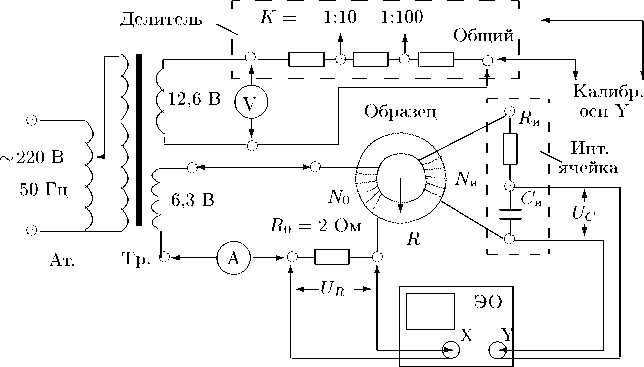 Делитель K = 1:10 1:100
Общий
12,6 В V
Калибр.
оси Y
Образец
Rи
Инт.
ячейка
~220 В
50 Гц
6,3 В
N0
Nи
Cи
UC
R0 = 2 Ом
R
Ат.
Тр.
A
UR
ЭО
X Y